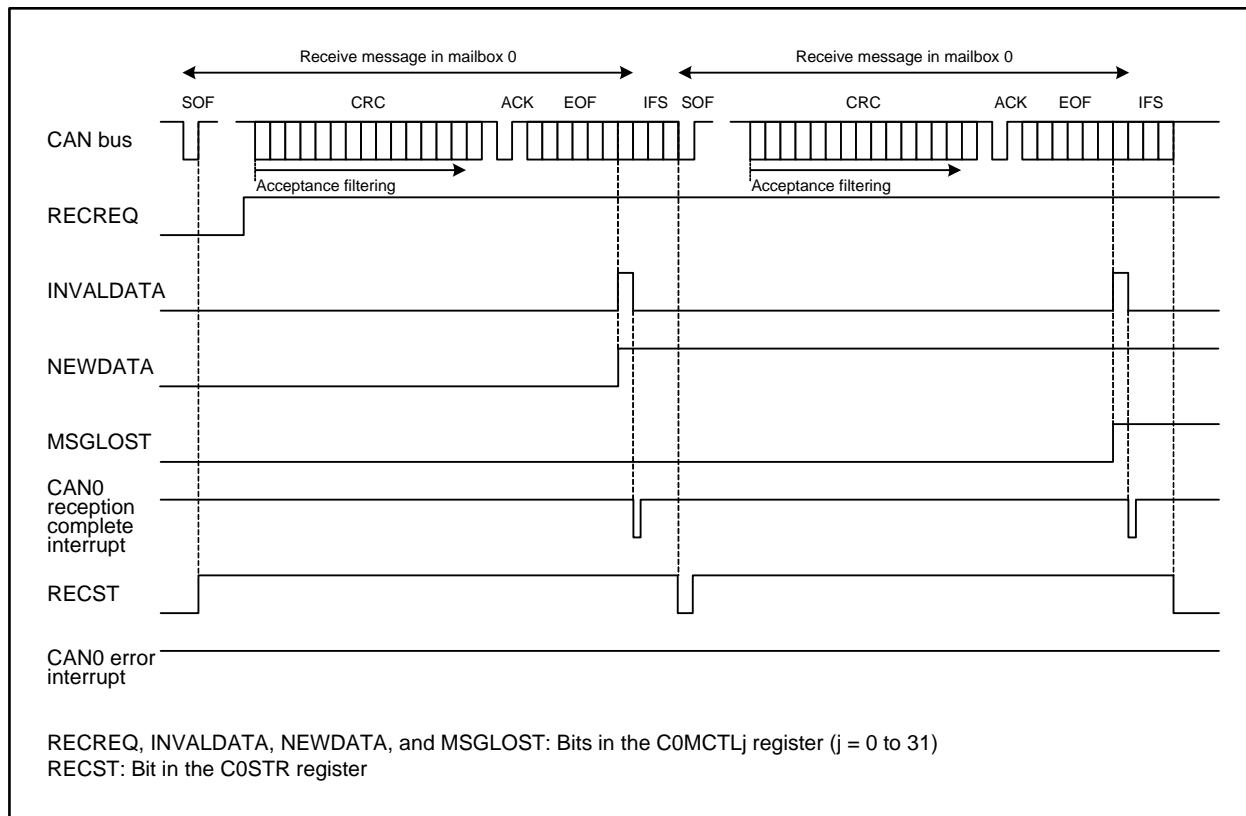 Receive message in mailbox 0 Receive message in mailbox 0
SOF CRC ACK EOF IFS SOF CRC ACK EOF IFS
CAN bus
Acceptance filtering Acceptance filtering
RECREQ
INVALDATA
NEWDATA
MSGLOST
CAN0
reception
complete
interrupt
RECST
CAN0 error
interrupt
RECREQ, INVALDATA, NEWDATA, and MSGLOST: Bits in the C0MCTLj register (j = 0 to 31)
RECST: Bit in the C0STR register